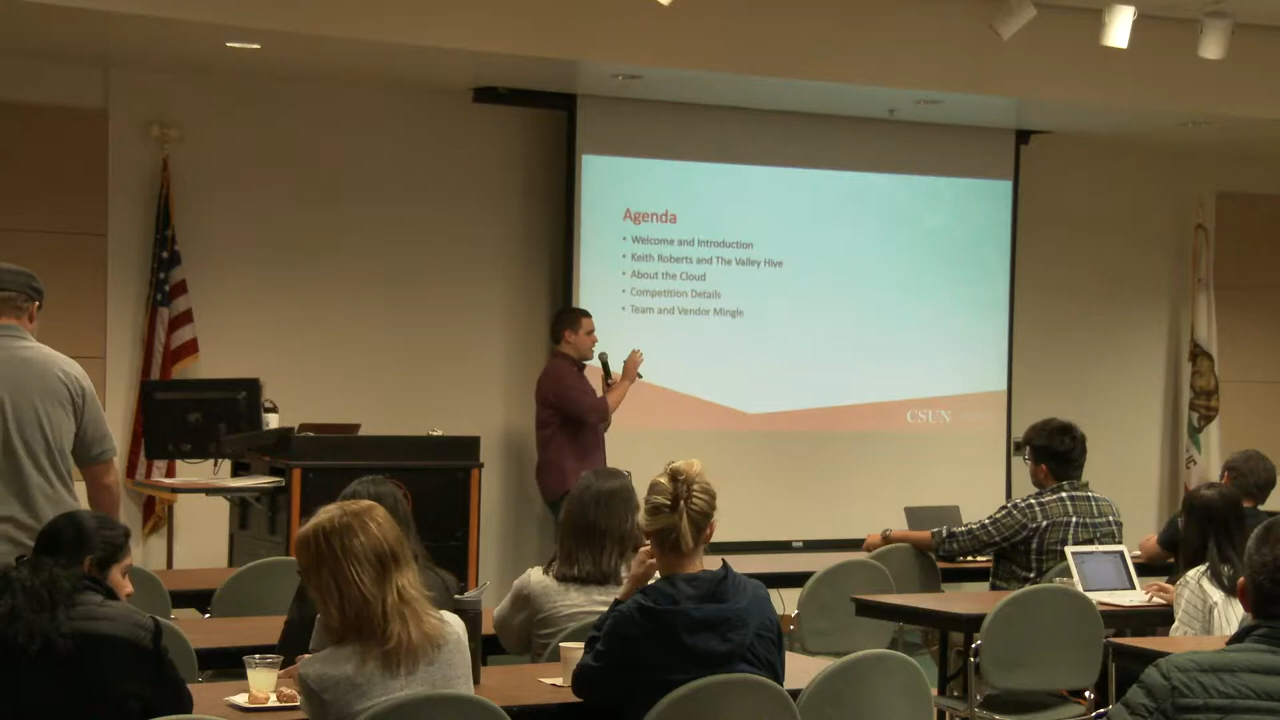 Agenda
• Welcome and Introduction
• Keith Roberts and The Valley Hive
• About the Cloud
• Competition Details
• Team and Vendor Mingle
CSUN